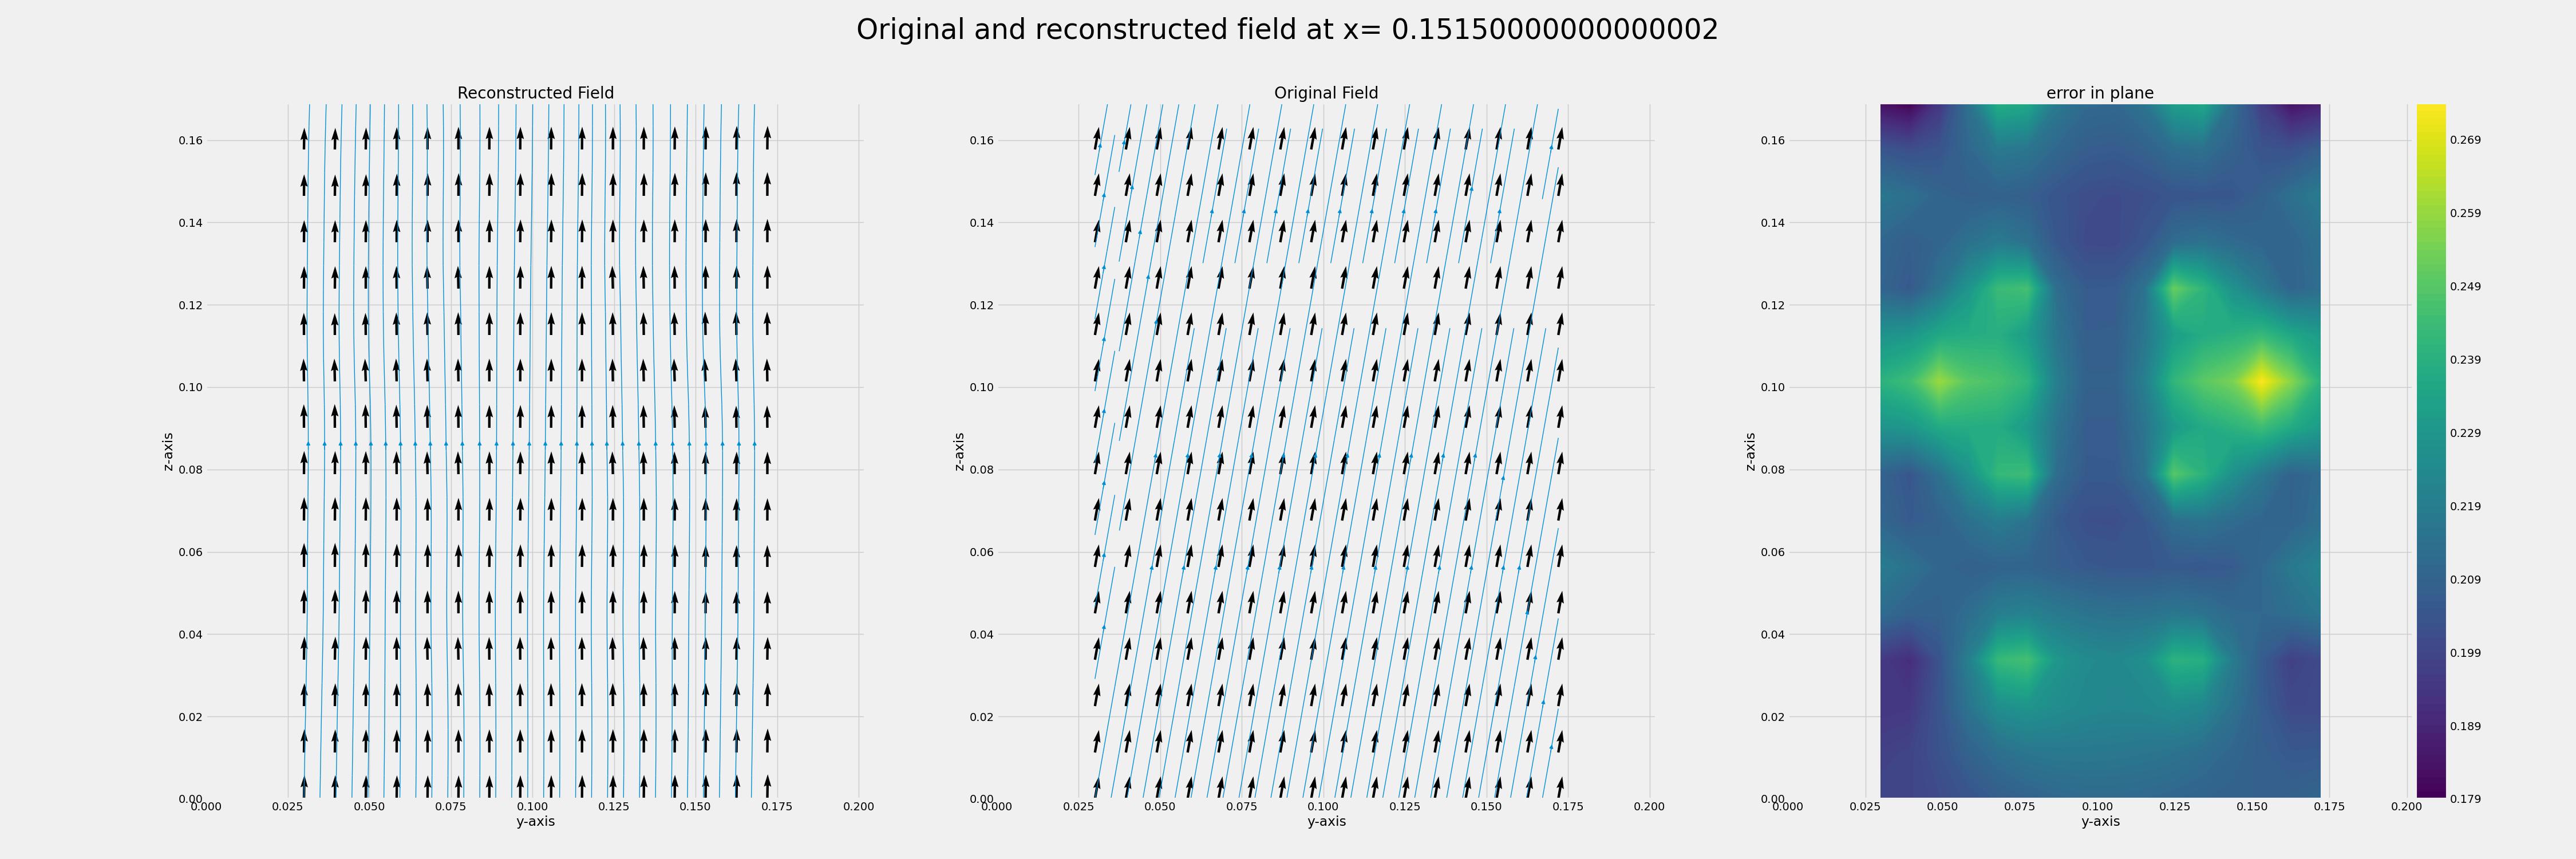 Original and reconstructed field at x= 0.15150000000000002
Reconstructed Field
0.16
0.14
0.12
0.10
0.08
0.06
0.04
0.02
0.00
z-axis
0.000 0.025 0.050 0.075 0.100 0.125 0.150 0.175 0.200
y-axis
Original Field
0.16
0.14
0.12
0.10
0.08
0.06
0.04
0.02
0.00
z-axis
0.000 0.025 0.050 0.075 0.100 0.125 0.150 0.175 0.200
y-axis
error in plane
0.16
0.14
0.12
0.10
0.08
0.06
0.04
0.02
0.00
z-axis
0.000 0.025 0.050 0.075 0.100 0.125 0.150 0.175 0.200
y-axis
0.269
0.259
0.249
0.239
0.229
0.219
0.209
0.199
0.189
0.179